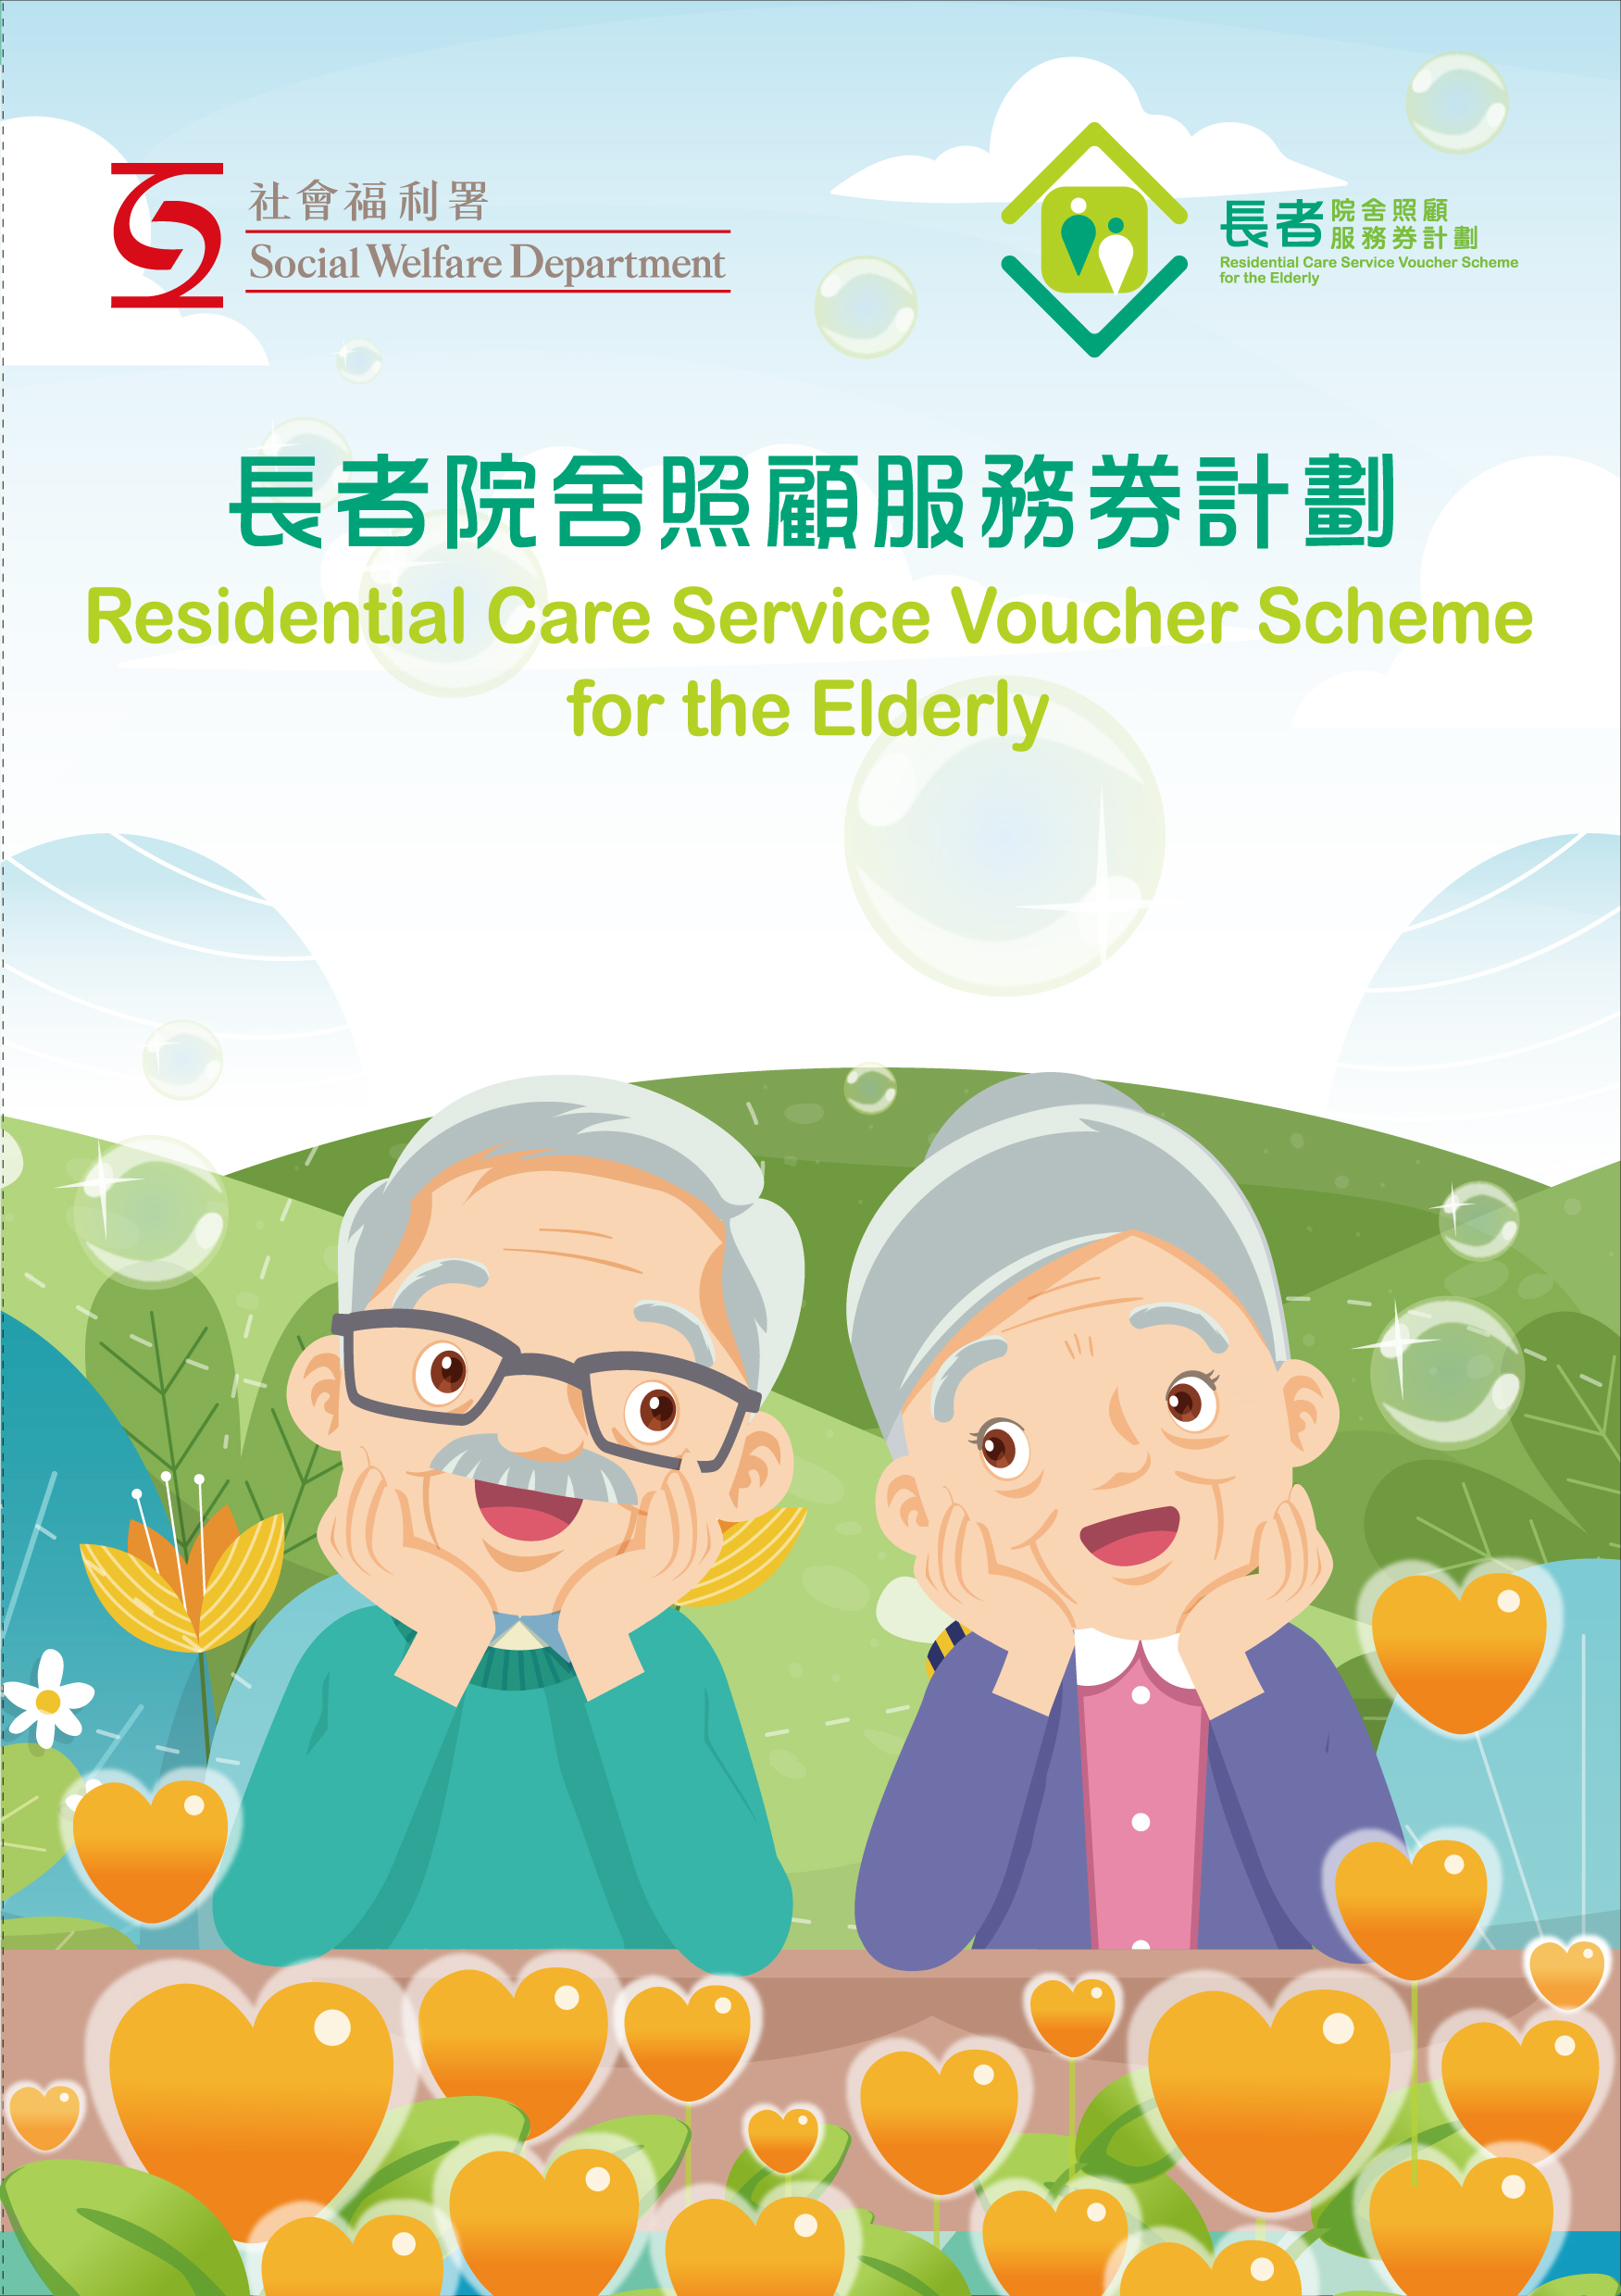 社會福利署
Social Welfare Department
長者院舍照顧
服務券計劃
Residential Care Service Voucher Scheme
for the Elderly
長者院舍照顧服務券計劃
Residential Care Service Voucher Scheme
for the Elderly